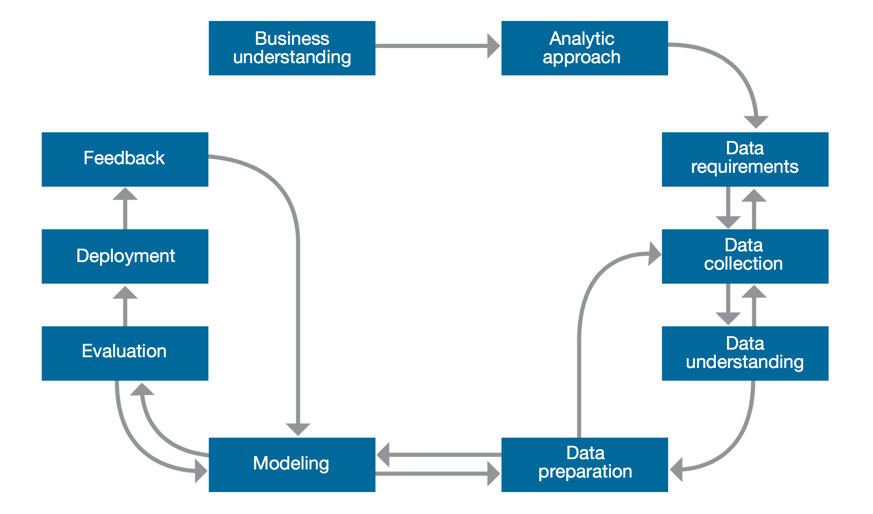 Business
understanding
Analytic
approach
Data
requirements
Data
collection
Data
understanding
Data
preparation
Modeling
Evaluation
Deployment
Feedback